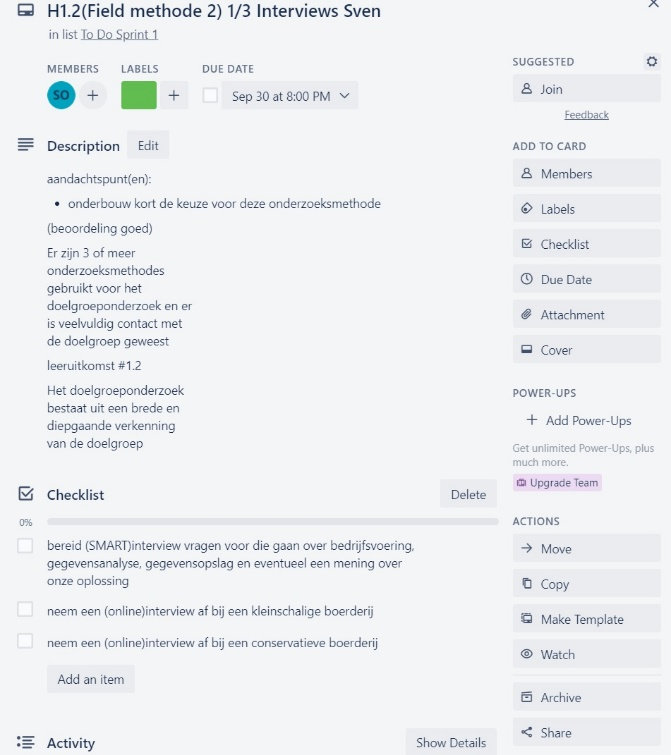 H1.2(Field methode 2) 1/3 Interviews Sven
in list To Do Sprint 1
MEMBERS
LABELS
DUE DATE
SO
Sep 30 at 8:00 PM
Description
Edit
aandachtspunt(en):
• onderbouw kort de keuze voor deze onderzoeksmethode
(beoordeling goed)
Er zijn 3 of meer
onderzoeksmethodes
gebruikt voor het
doelgroeponderzoek en er
is veelvuldig contact met
de doelgroep geweest
leeruitkomst #1.2
Het doelgroeponderzoek
bestaat uit een brede en
diepgaande verkenning
van de doelgroep
Checklist
Delete
0%
bereid (SMART)interview vragen voor die gaan over bedrijfsvoering,
gegevensanalyse, gegevensopslag en eventueel een mening over
onze oplossing
neem een (online)interview af bij een kleinschalige boerderij
neem een (online)interview af bij een conservatieve boerderij
Add an item
Activity
Show Details
SUGGESTED
Join
Feedback
ADD TO CARD
Members
Labels
Checklist
Due Date
Attachment
Cover
POWER-UPS
+ Add Power-Ups
Get unlimited Power-Ups, plus
much more.
Upgrade Team
ACTIONS
Move
Copy
Make Template
Watch
Archive
Share